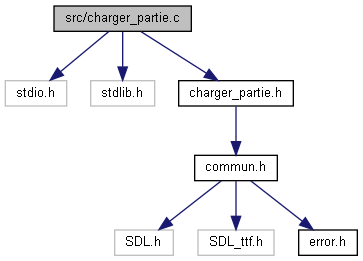 src/charger_partie.c
stdio.h
stdlib.h
charger_partie.h
commun.h
SDL.h
SDL_ttf.h
error.h